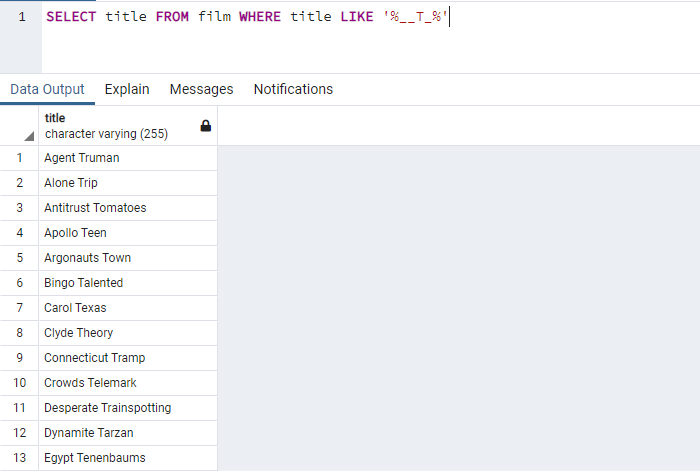 1 SELECT title FROM film WHERE title LIKE '%__T_%'
Data Output Explain Messages Notifications
title
character varying (255)
1 Agent Truman
2 Alone Trip
3 Antitrust Tomatoes
4 Apollo Teen
5 Argonauts Town
6 Bingo Talented
7 Carol Texas
8 Clyde Theory
9 Connecticut Tramp
10 Crowds Telemark
11 Desperate Trainspotting
12 Dynamite Tarzan
13 Egypt Tenenbaums